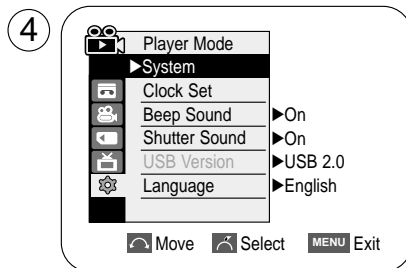 4
Player Mode
▶System
Clock Set
Beep Sound ▶On
Shutter Sound ▶On
USB Version ▶USB 2.0
Language ▶English
Move Select MENU Exit